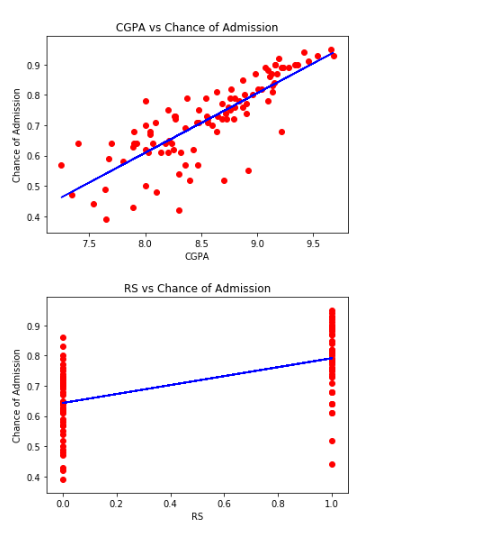 CGPA vs Chance of Admission
Chance of Admission
0.9
0.8
0.7
0.6
0.5
0.4
7.5 8.0 8.5 9.0 9.5
CGPA
RS vs Chance of Admission
Chance of Admission
0.9
0.8
0.7
0.6
0.5
0.4
0.0 0.2 0.4 0.6 0.8 1.0
RS